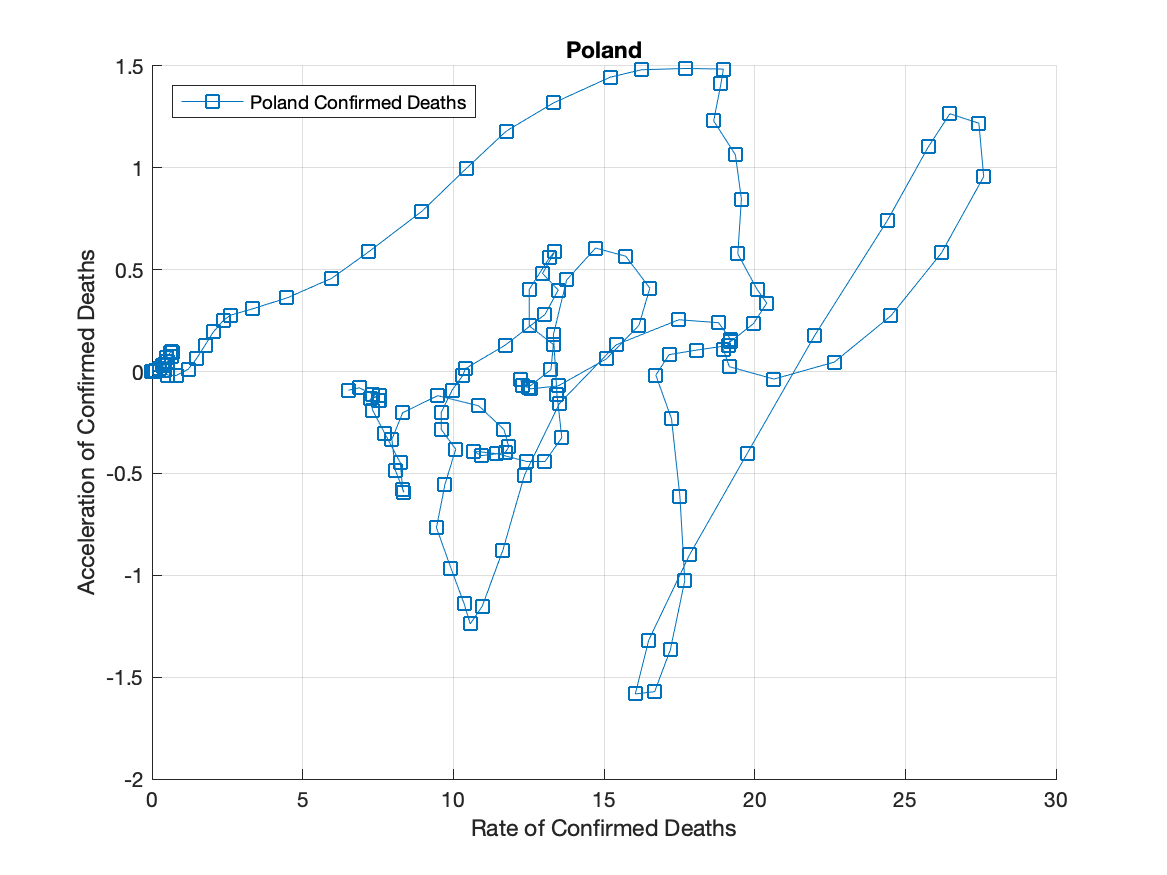 Poland
1.5
Poland Confirmed Deaths
1
0.5
0
-0.5
-1
-1.5
-2
Acceleration of Confirmed Deaths
0 5 10 15 20 25 30
Rate of Confirmed Deaths